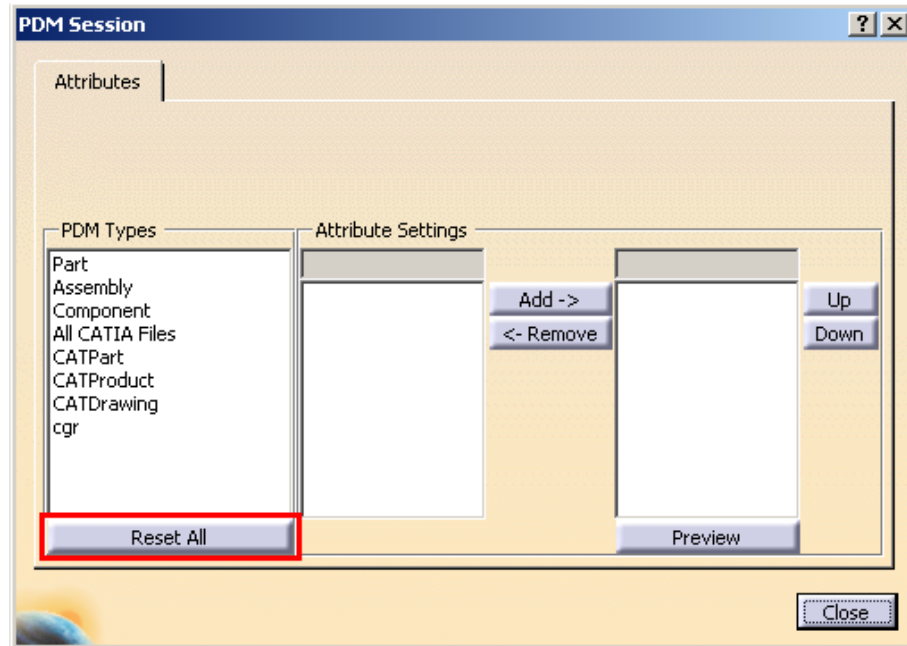 PDM Session
Attributes
PDM Types
Attribute Settings
Part
Assembly
Component
All CATIA Files
CATPart
CATProduct
CATDrawing
cgr
Add ->
<- Remove
Up
Down
Reset All
Preview
Close